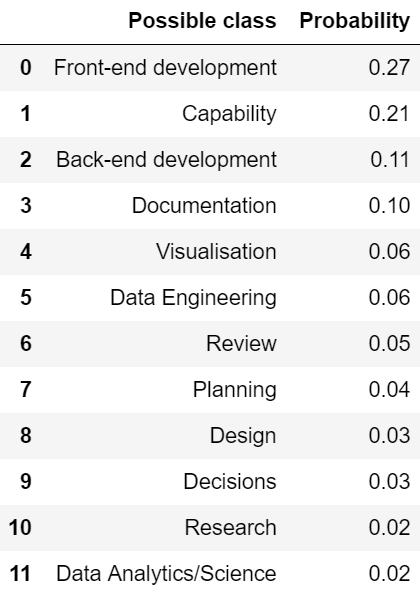 Possible class Probability
0 Front-end development 0.27
1 Capability 0.21
2 Back-end development 0.11
3 Documentation 0.10
4 Visualisation 0.06
5 Data Engineering 0.06
6 Review 0.05
7 Planning 0.04
8 Design 0.03
9 Decisions 0.03
10 Research 0.02
11 Data Analytics/Science 0.02